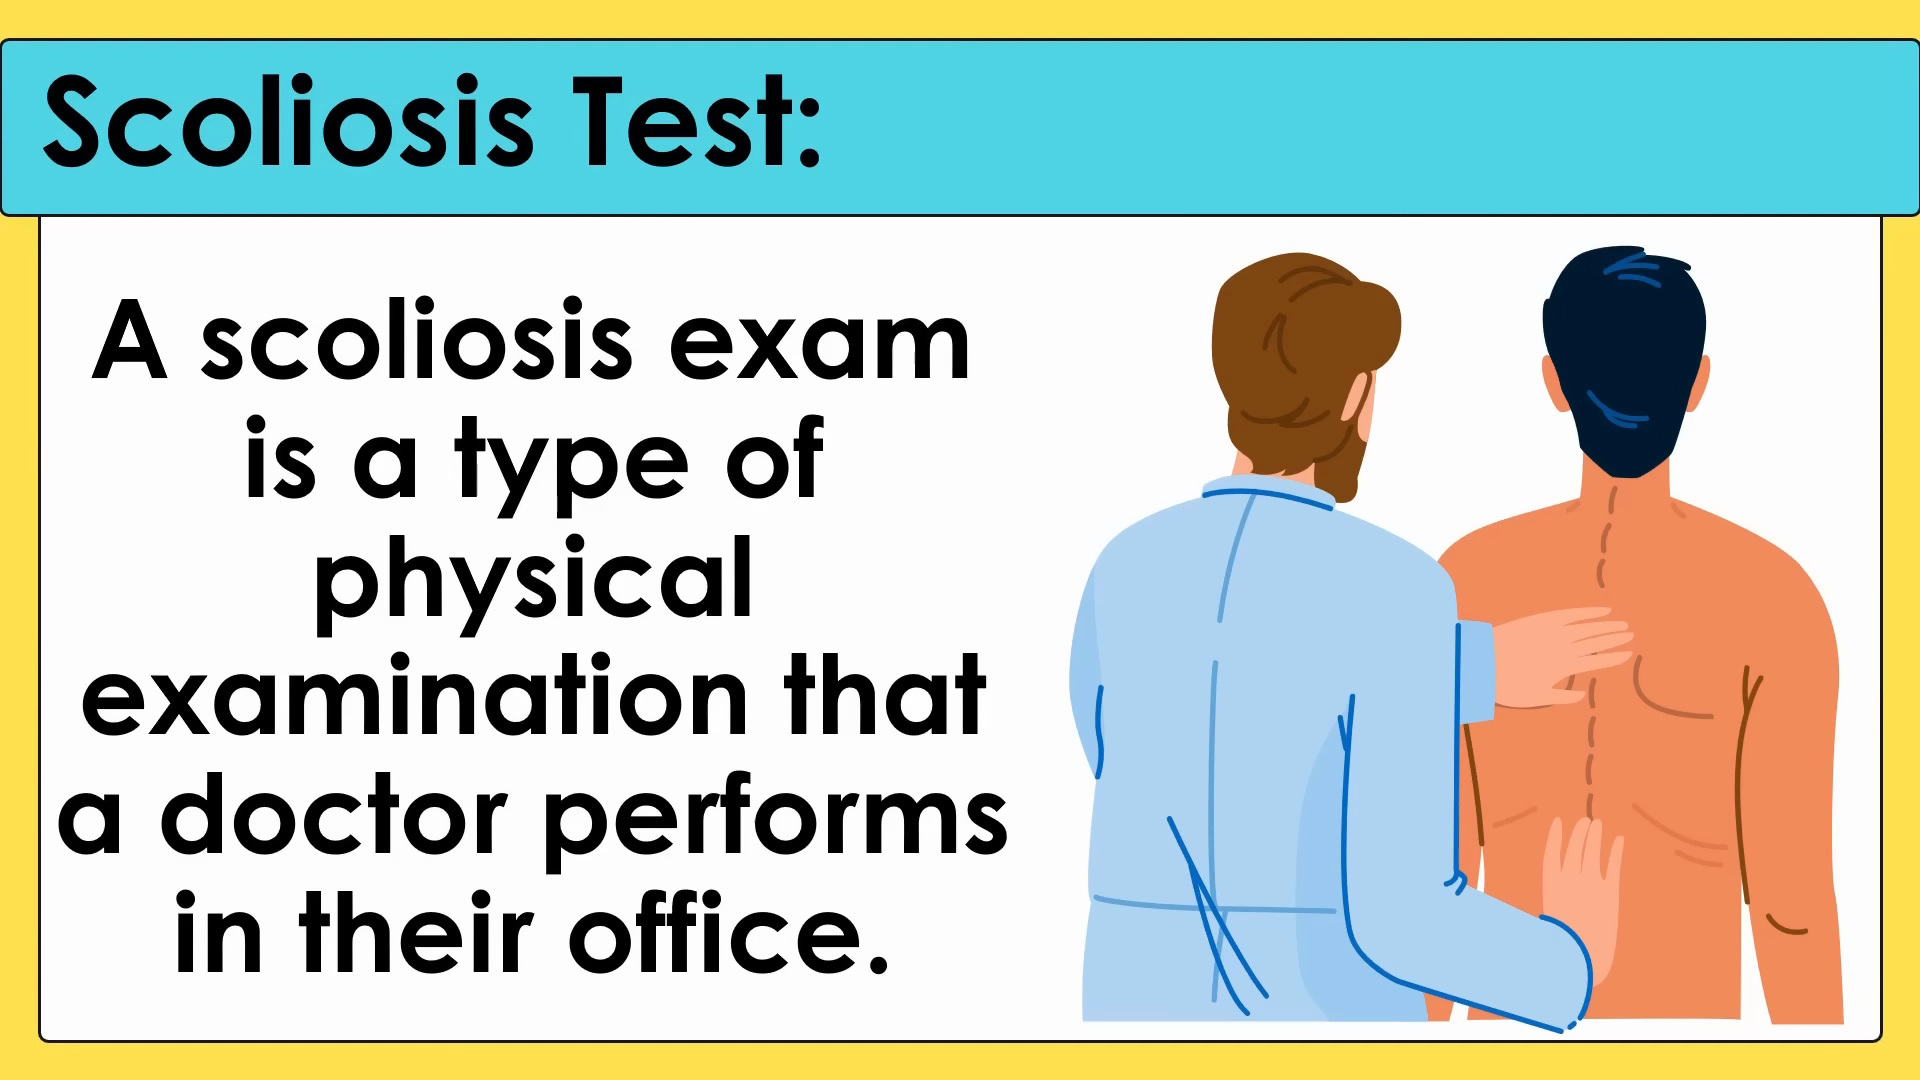 Scoliosis Test:
A scoliosis exam
is a type of
physical
examination that
a doctor performs
in their office.